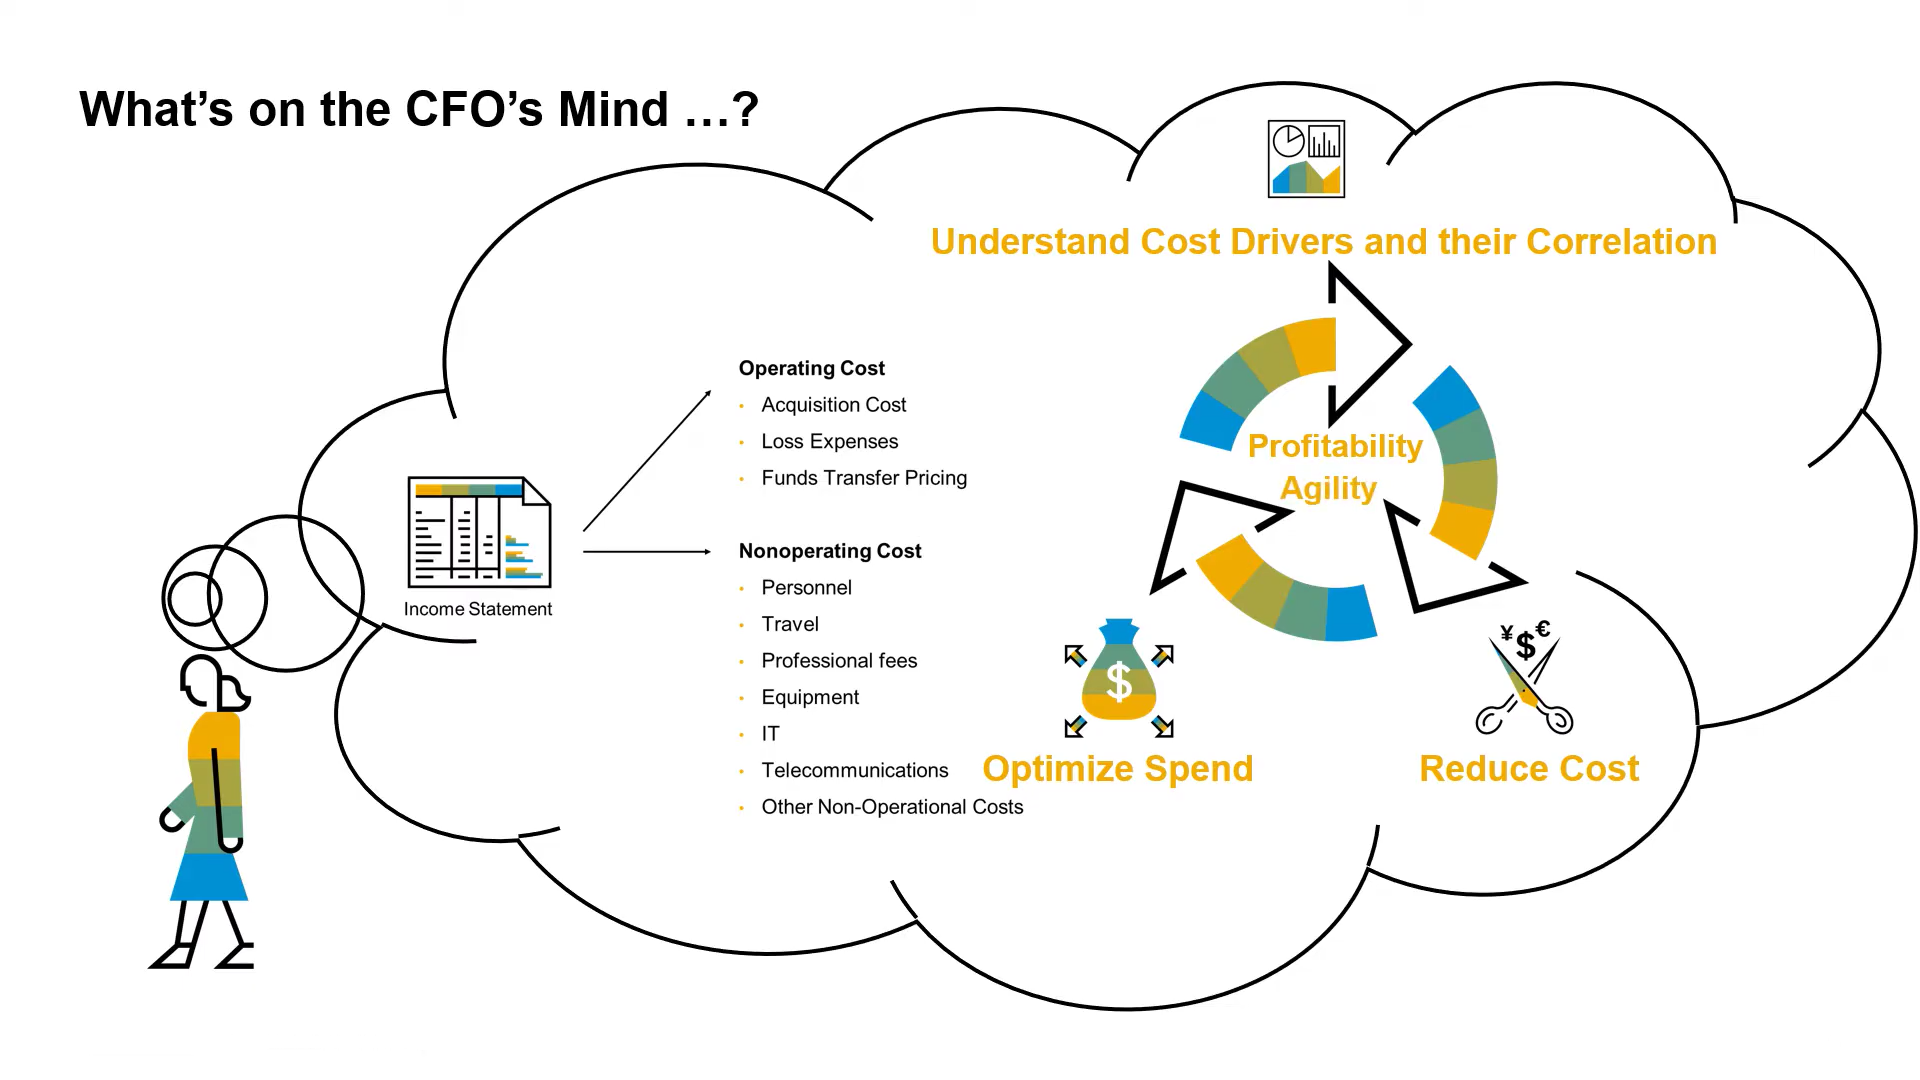 What’s on the CFO’s Mind …?
Understand Cost Drivers and their Correlation
Operating Cost
• Acquisition Cost
• Loss Expenses
• Funds Transfer Pricing
Profitability
Agility
Income Statement
Nonoperating Cost
• Personnel
• Travel
• Professional fees
• Equipment
• IT
• Telecommunications
• Other Non-Operational Costs
$
Optimize Spend
¥ $ €
Reduce Cost